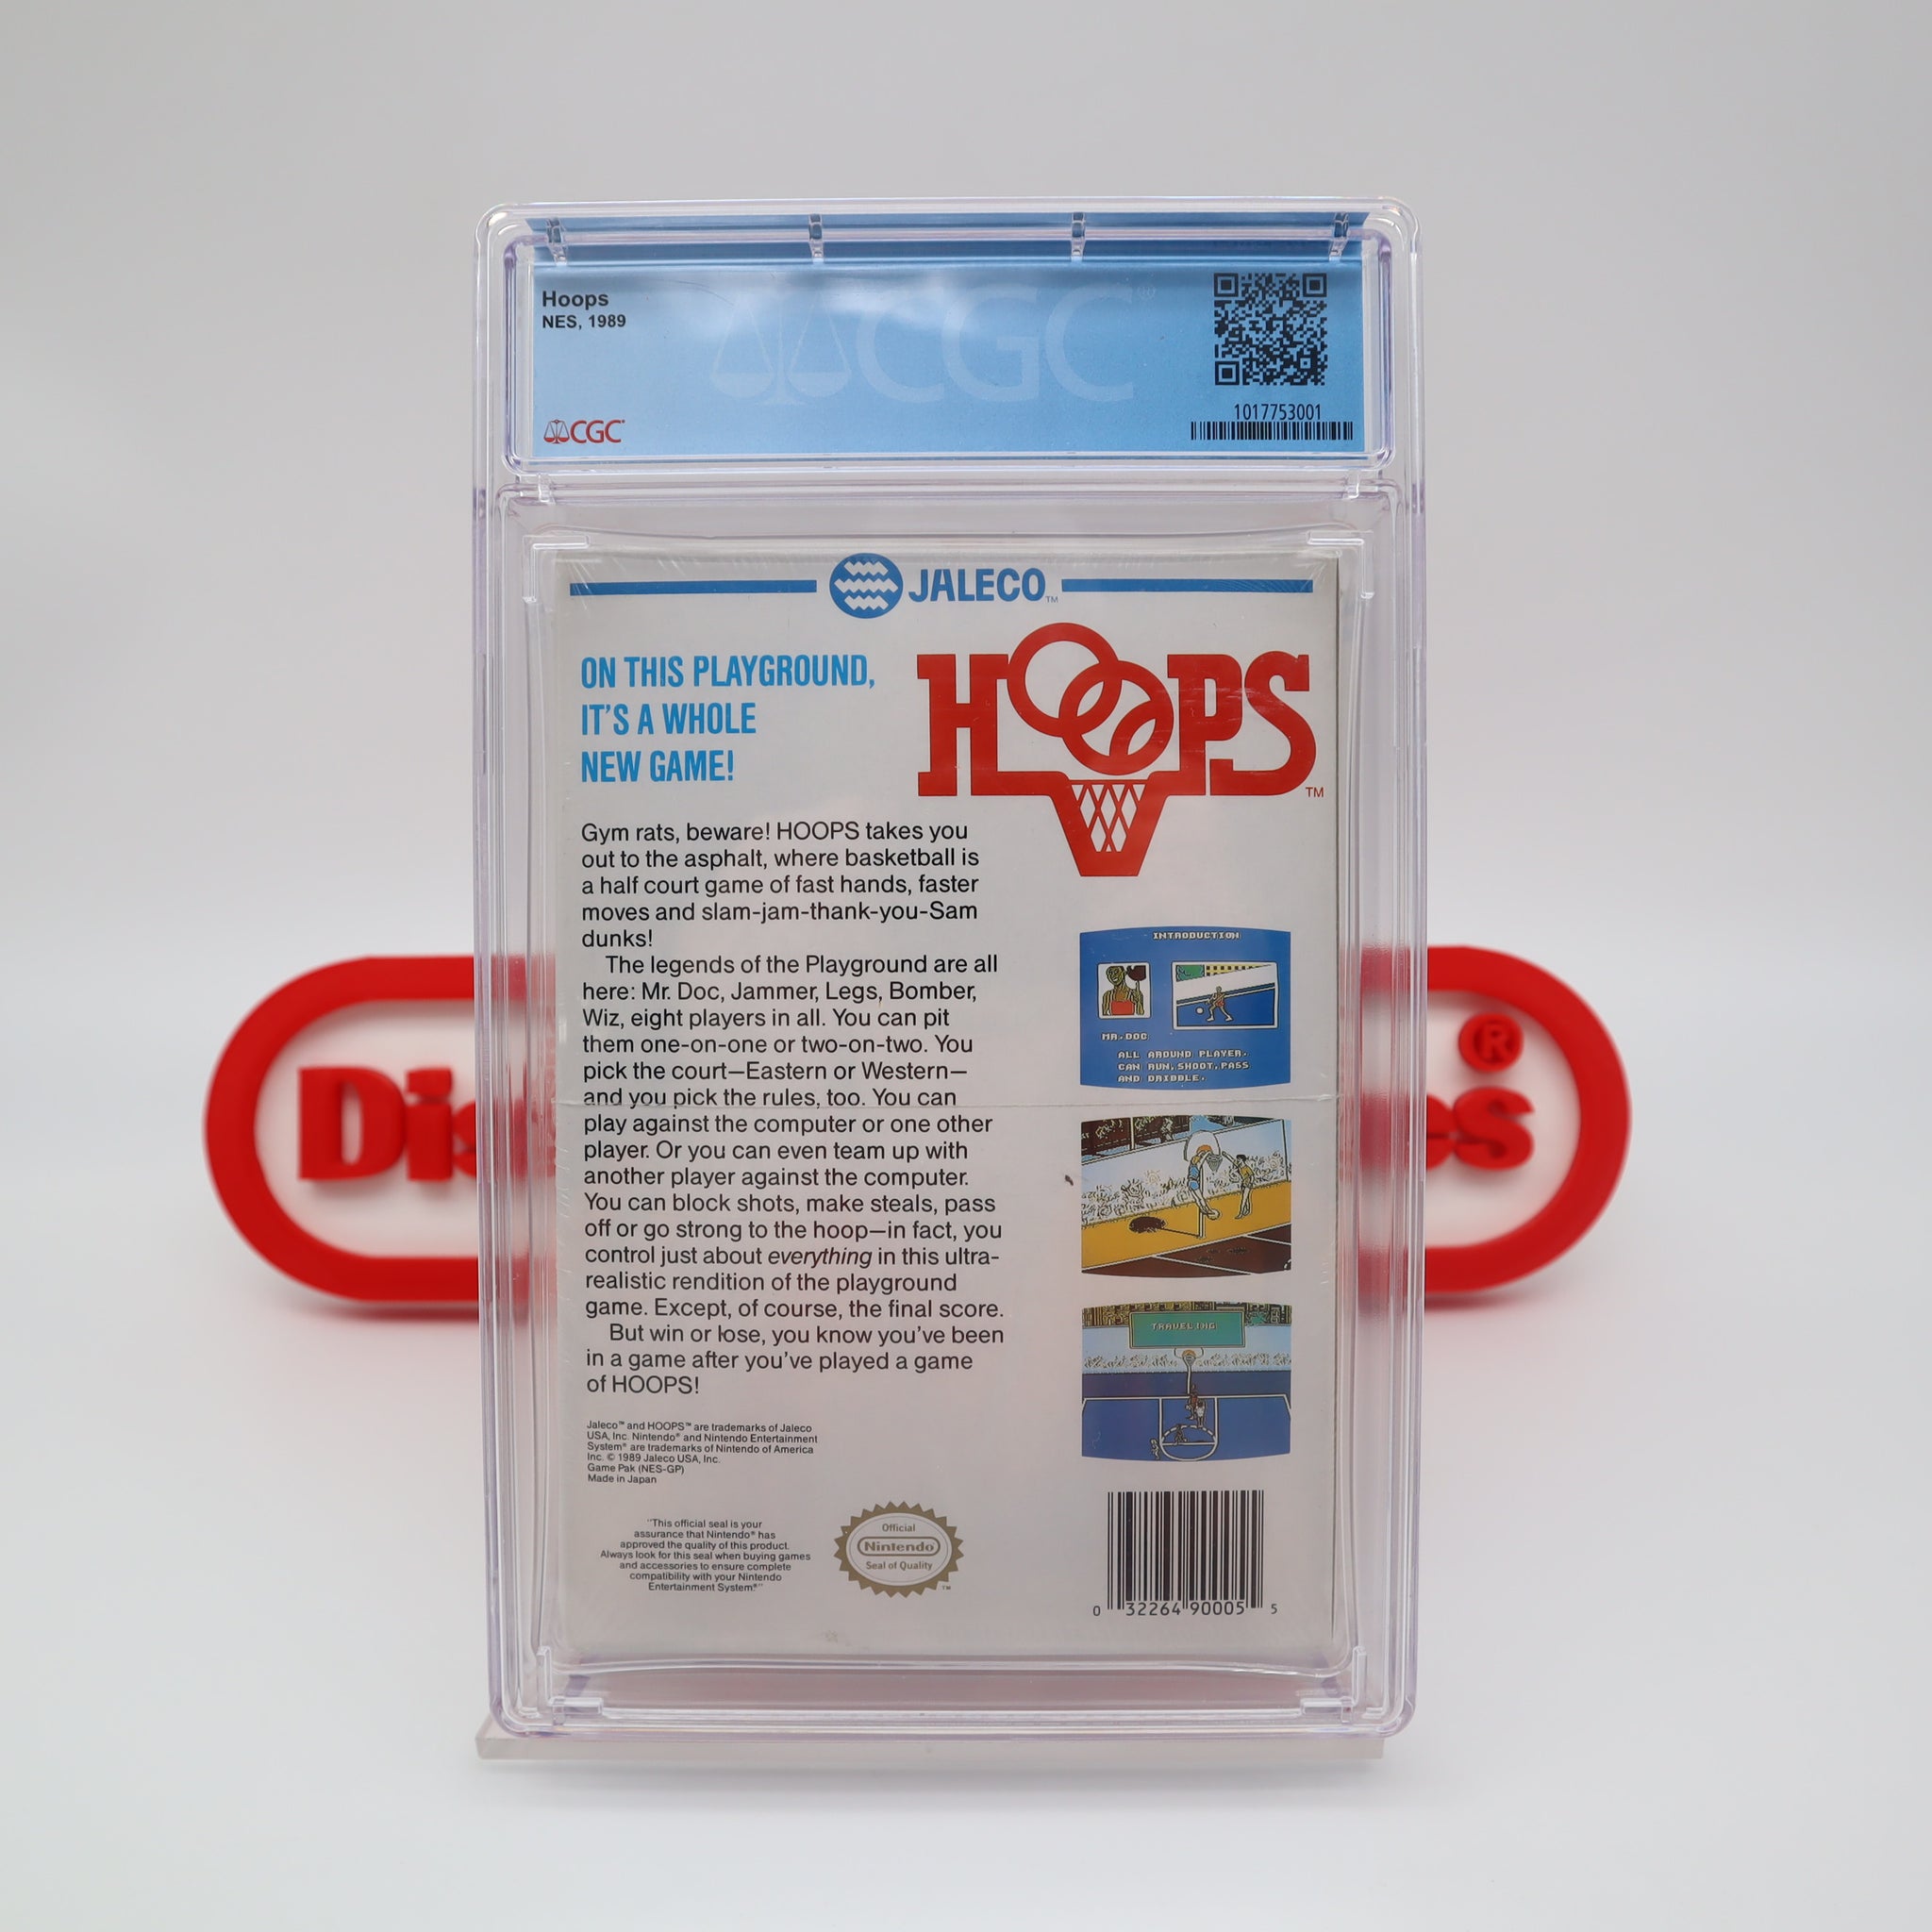 Hoops
NES, 1989
CGC®
CGC
1017753001
JALECO™
ON THIS PLAYGROUND,
IT'S A WHOLE
NEW GAME!
HOOPS™
Gym rats, beware! HOOPS takes you
out to the asphalt, where basketball is
a half court game of fast hands, faster
moves and slam-jam-thank-you-Sam
dunks!
The legends of the Playground are all
here: Mr. Doc, Jammer, Legs, Bomber,
Wiz, eight players in all. You can pit
them one-on-one or two-on-two. You
pick the court—Eastern or Western—
and you pick the rules, too. You can
play against the computer or one other
player. Or you can even team up with
another player against the computer.
You can block shots, make steals, pass
off or go strong to the hoop—in fact, you
control just about everything in this ultra-
realistic rendition of the playground
game. Except, of course, the final score.
But win or lose, you know you've been
in a game after you've played a game
of HOOPS!
INTRODUCTION
MR.DOC
ALL AROUND PLAYER.
CAN RUN,SHOOT,PASS
AND DRIBBLE.
TRAVELING
Jaleco™ and HOOPS™ are trademarks of Jaleco
USA, Inc. Nintendo® and Nintendo Entertainment
System® are trademarks of Nintendo of America
Inc. © 1989 Jaleco USA, Inc.
Game Pak (NES-GP)
Made in Japan
"This official seal is your
assurance that Nintendo® has
approved the quality of this product.
Always look for this seal when buying games
and accessories to ensure complete
compatibility with your Nintendo
Entertainment System®"
Official
Nintendo®
Seal of Quality
™
0 32264 90005 5
®